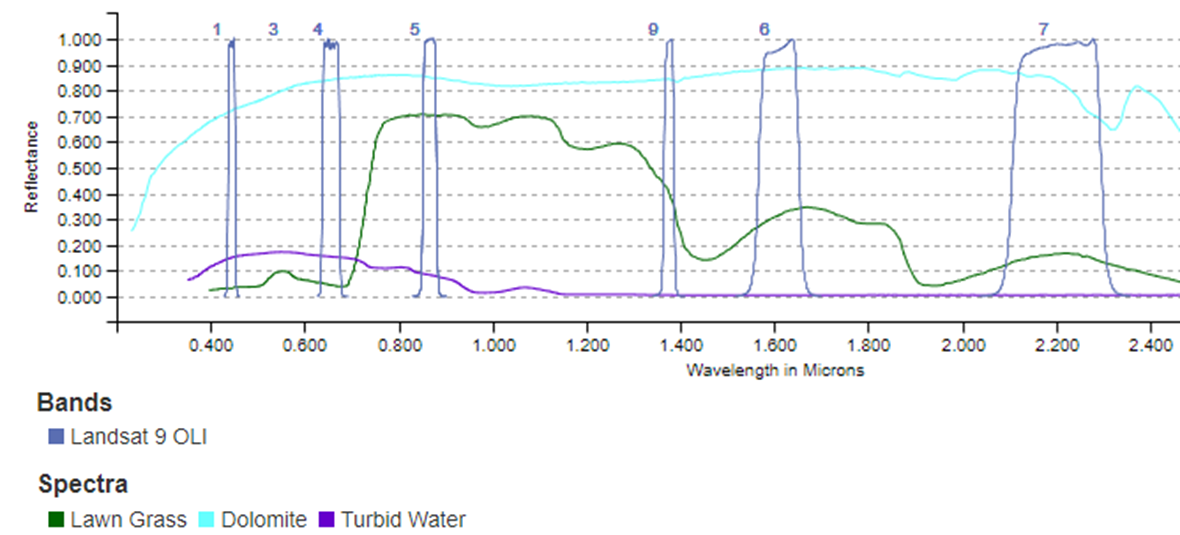 1 3 4 5 9 6 7
1.000
0.900
0.800
0.700
0.600
0.500
0.400
0.300
0.200
0.100
0.000
Reflectance
0.400 0.600 0.800 1.000 1.200 1.400 1.600 1.800 2.000 2.200 2.400
Wavelength in Microns
Bands
Landsat 9 OLI
Spectra
Lawn Grass Dolomite Turbid Water